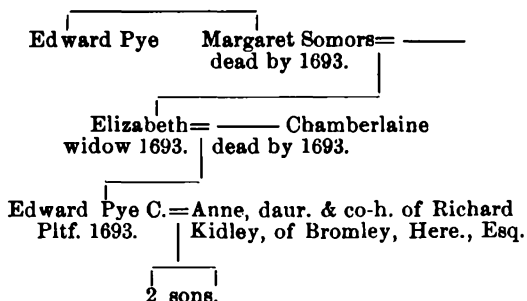 Edward Pye Margaret Somors= ———
dead by 1693.
Elizabeth= ——— Chamberlaine
widow 1693. dead by 1693.
Edward Pye C.=Anne, daur. & co-h. of Richard
Pltf. 1693. Kidley, of Bromley, Here., Esq.
2 sons.